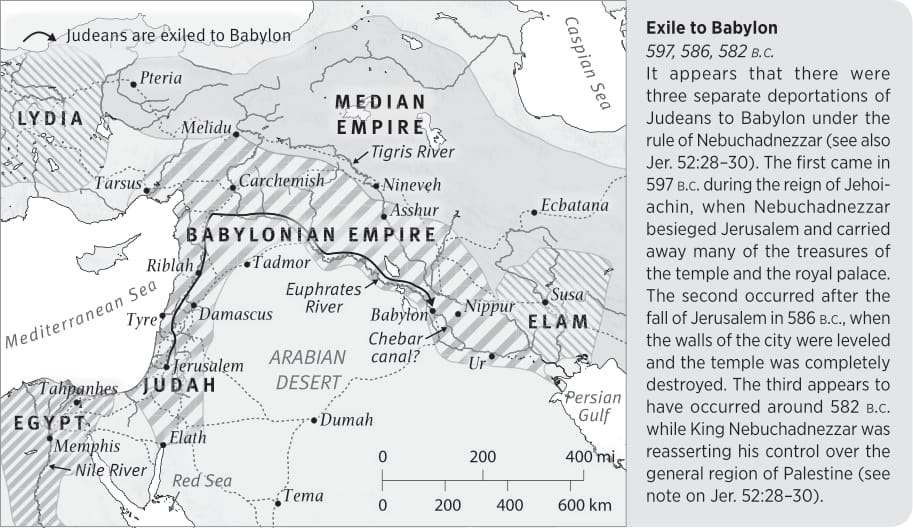 Judeans are exiled to Babylon
Pteria
LYDIA
MEDIAN
EMPIRE
Melidu
Tigris River
Caspian Sea
Tarsus
Carchemish
Nineveh
Asshur
Ecbatana
BABYLONIAN EMPIRE
Riblah
Tadmor
Mediterranean Sea
Euphrates
River
Tyre
Damascus
Babylon
Nippur
Susa
ELAM
Chebar
canal?
Ur
ARABIAN
DESERT
Jerusalem
JUDAH
Tahpanhes
EGYPT
Memphis
Nile River
Elath
Dumah
Persian
Gulf
Red Sea
Tema
0 200 400 mi
0 200 400 600 km
Exile to Babylon
597, 586, 582 B.C.
It appears that there were
three separate deportations of
Judeans to Babylon under the
rule of Nebuchadnezzar (see also
Jer. 52:28–30). The first came in
597 B.C. during the reign of Jehoi-
achin, when Nebuchadnezzar
besieged Jerusalem and carried
away many of the treasures of
the temple and the royal palace.
The second occurred after the
fall of Jerusalem in 586 B.C., when
the walls of the city were leveled
and the temple was completely
destroyed. The third appears to
have occurred around 582 B.C.
while King Nebuchadnezzar was
reasserting his control over the
general region of Palestine (see
note on Jer. 52:28–30).